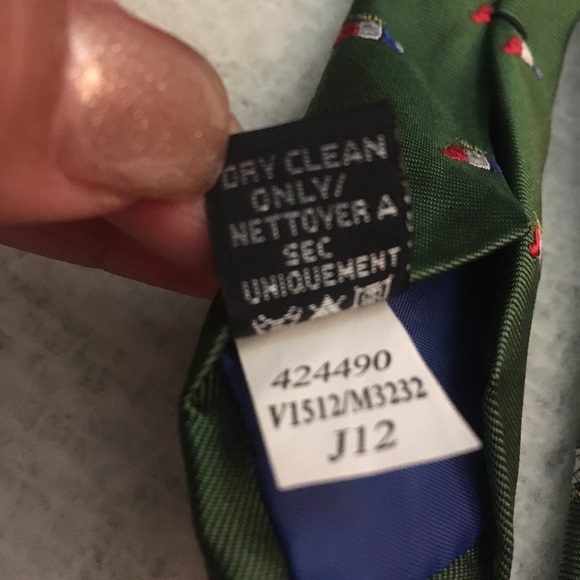 DRY CLEAN
ONLY/
NETTOYER A
SEC
UNIQUEMENT
424490
V1512/M3232
J12